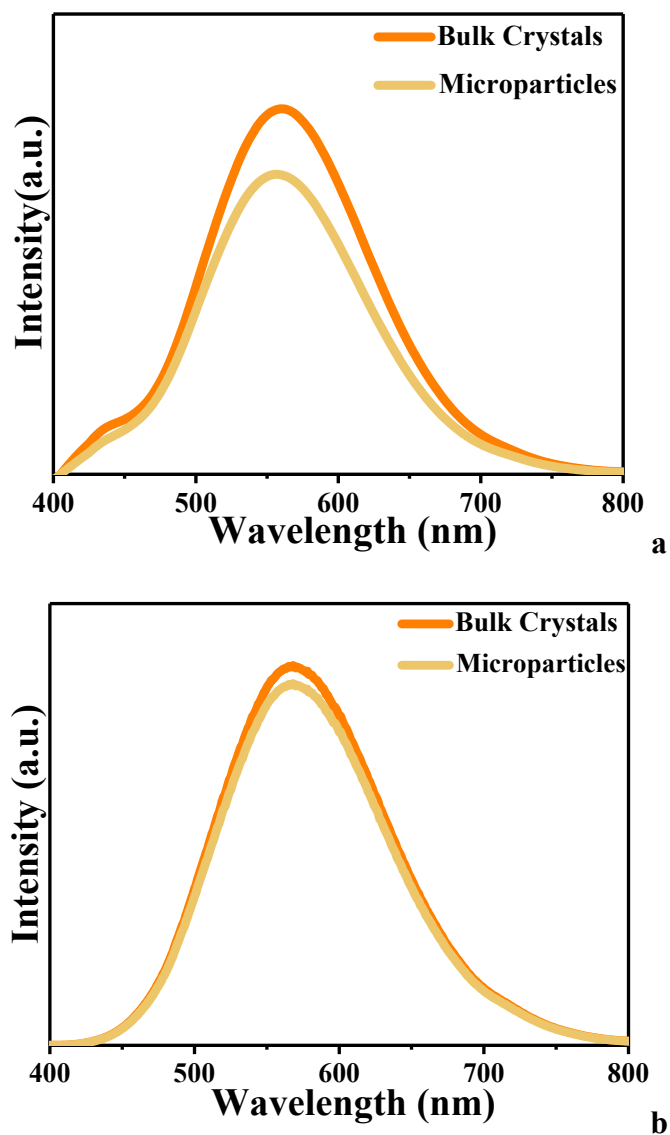 Bulk Crystals
Microparticles
Intensity(a.u.)
400 500 600 700 800
Wavelength (nm)
a
Bulk Crystals
Microparticles
Intensity (a.u.)
400 500 600 700 800
Wavelength (nm)
b